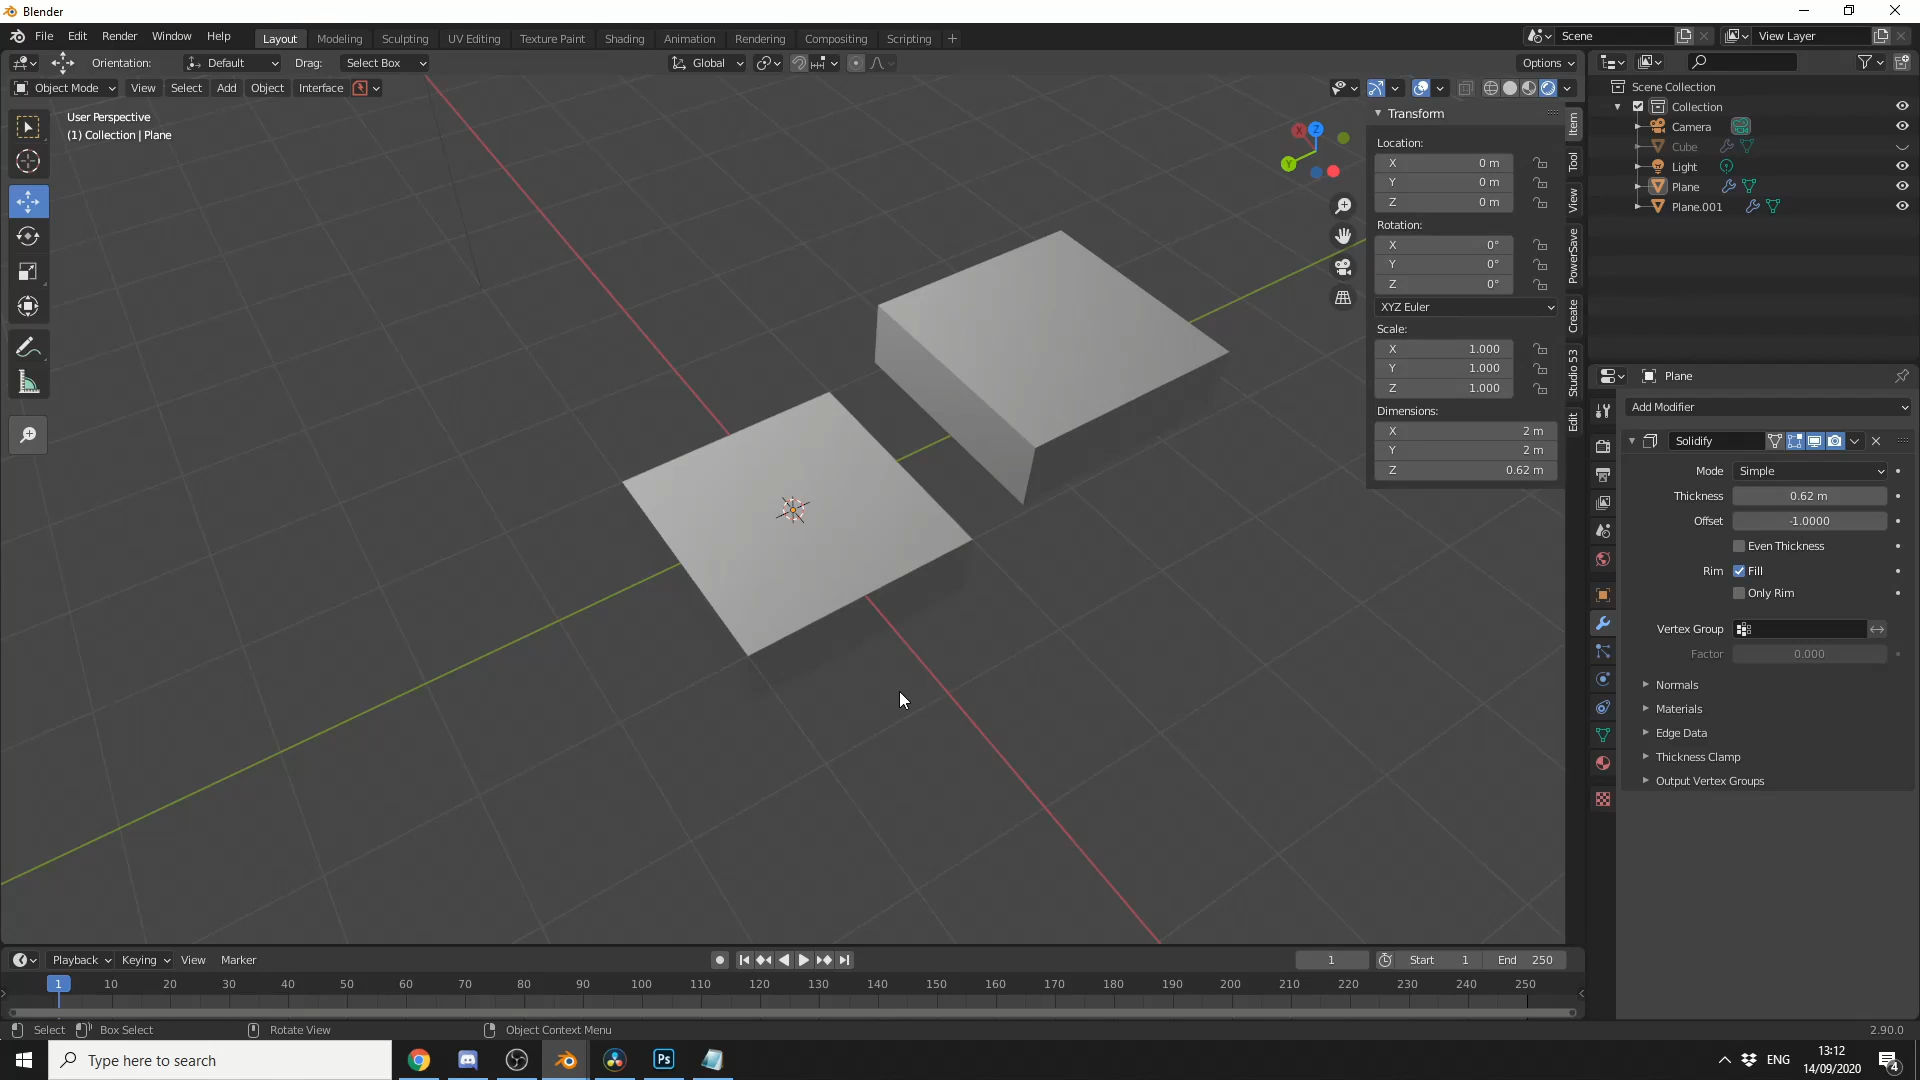 Blender
File Edit Render Window Help Layout Modeling Sculpting UV Editing Texture Paint Shading Animation Rendering Compositing Scripting + Scene View Layer
Orientation: Default Drag: Select Box Global Options
Object Mode View Select Add Object Interface
User Perspective
(1) Collection | Plane
X
Y
Z
Transform
Location:
X 0 m
Y 0 m
Z 0 m
Rotation:
X 0°
Y 0°
Z 0°
XYZ Euler
Scale:
X 1.000
Y 1.000
Z 1.000
Dimensions:
X 2 m
Y 2 m
Z 0.62 m
Item
Tool
View
PowerSave
Create
Studio 53
Edit
Scene Collection
Collection
Camera
Cube
Light
Plane
Plane.001
Plane
Add Modifier
Solidify
Mode Simple
Thickness 0.62 m
Offset -1.0000
Even Thickness
Rim Fill
Only Rim
Vertex Group
Factor 0.000
Normals
Materials
Edge Data
Thickness Clamp
Output Vertex Groups
Playback Keying View Marker 1 Start 1 End 250
1 10 20 30 40 50 60 70 80 90 100 110 120 130 140 150 160 170 180 190 200 210 220 230 240 250
Select Box Select Rotate View Object Context Menu 2.90.0
Type here to search Ps ENG 13:12
14/09/2020 4